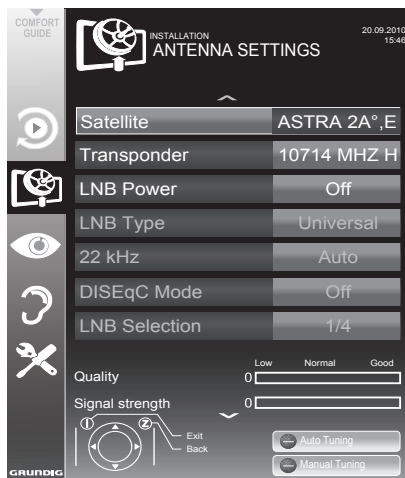 COMFORT
GUIDE
INSTALLATION
ANTENNA SETTINGS
20.09.2010
15:46
Satellite ASTRA 2A°,E
Transponder 10714 MHZ H
LNB Power Off
LNB Type Universal
22 kHz Auto
DISEqC Mode Off
LNB Selection 1/4
Low Normal Good
Quality 0
Signal strength 0
i Z
Exit
Back
Auto Tuning
Manual Tuning
GRUNDIG